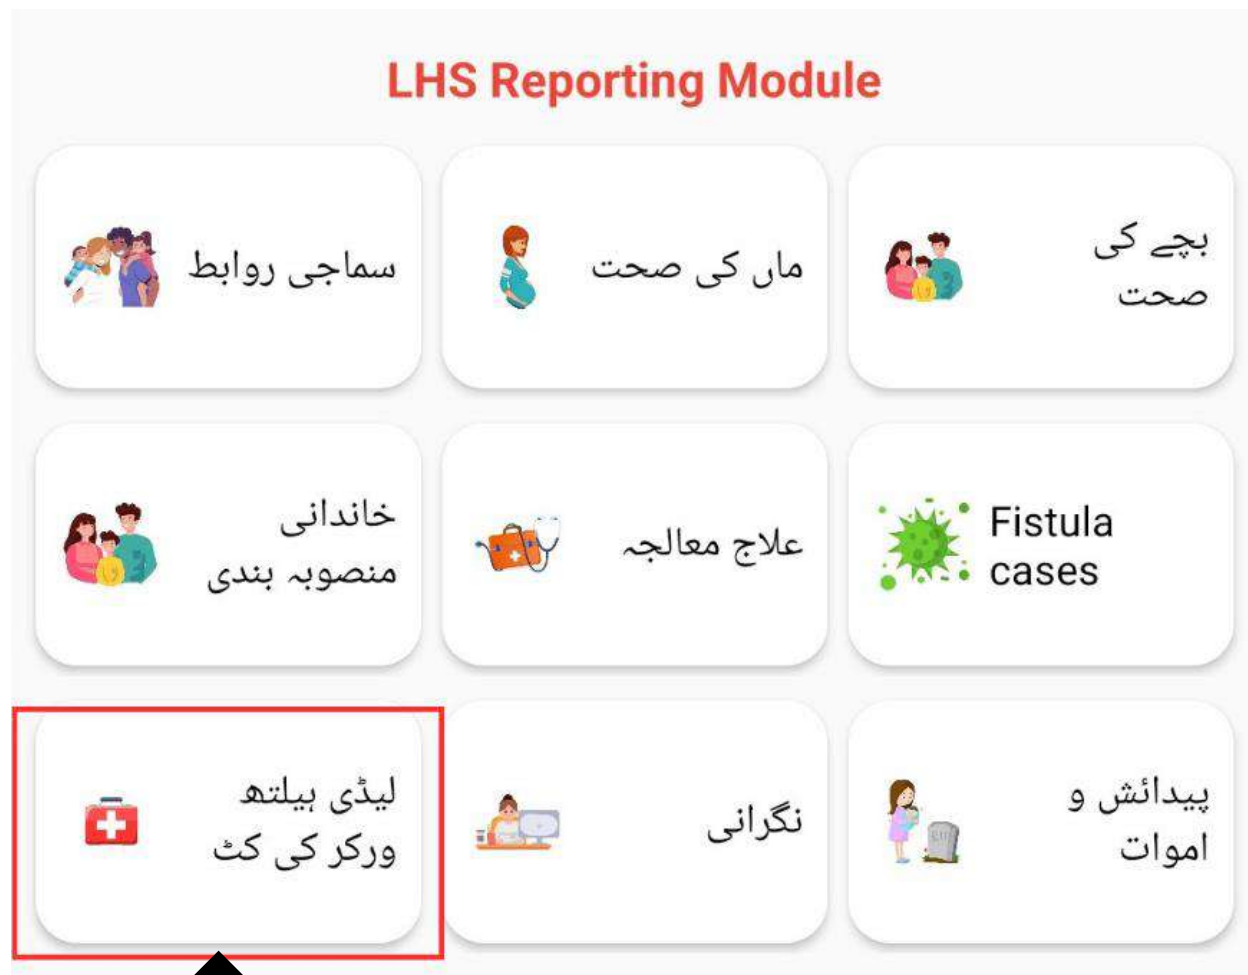 LHS Reporting Module
سماجی روابط
ماں کی صحت
بچے کی
صحت
خاندانی
منصوبہ بندی
علاج معالجہ
Fistula
cases
لیڈی ہیلتھ
ورکر کی کٹ
نگرانی
پیدائش و
اموات